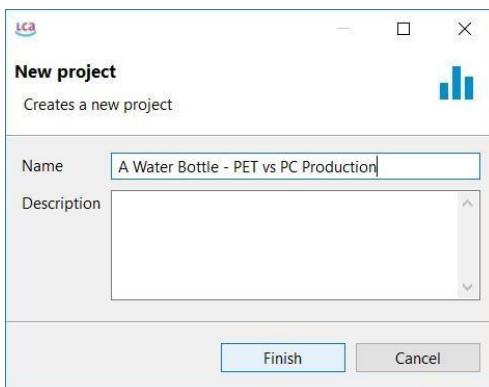 LCA
New project
Creates a new project
Name
A Water Bottle - PET vs PC Production
Description
Finish
Cancel